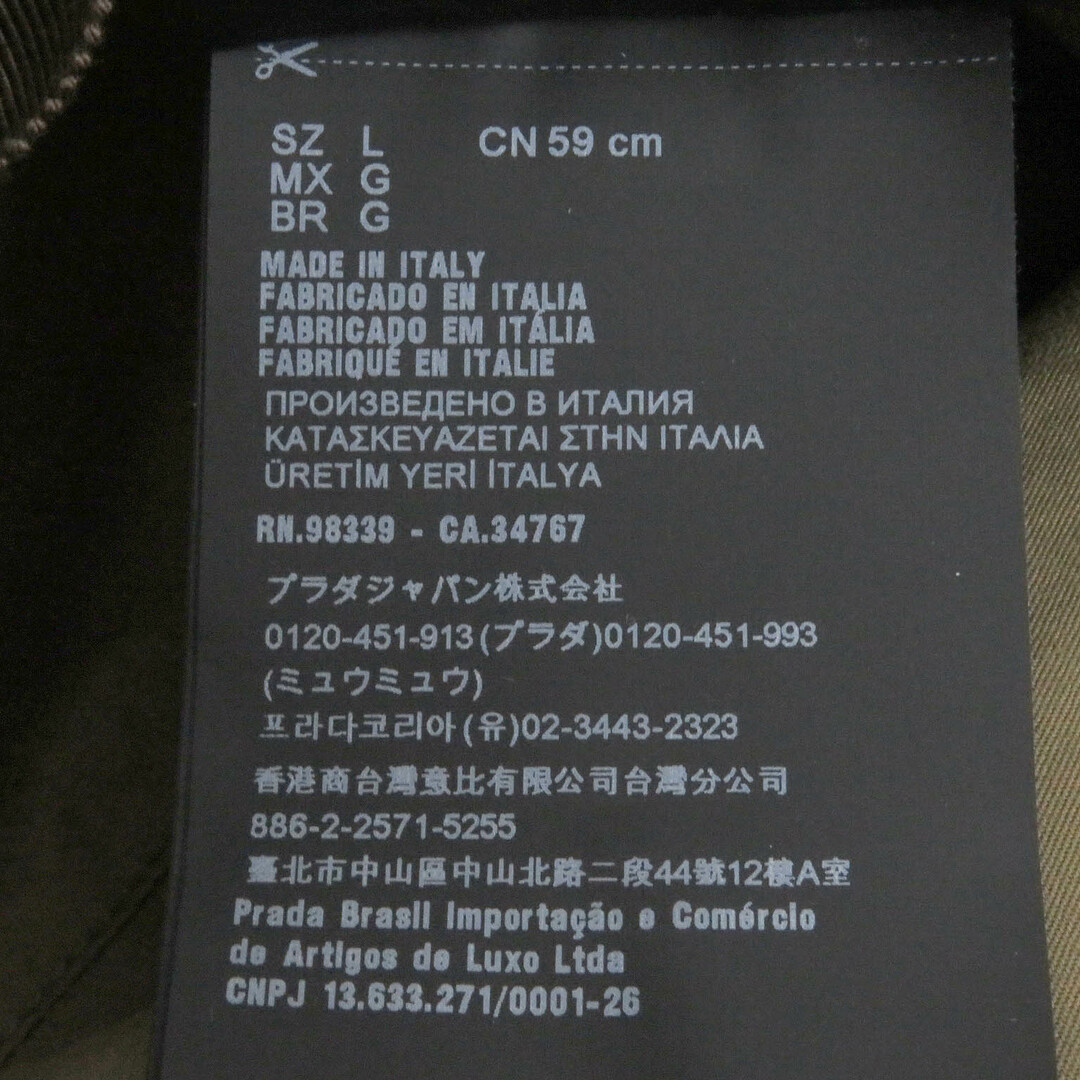 SZ L CN 59 cm
MX G
BR G
MADE IN ITALY
FABRICADO EN ITALIA
FABRICADO EM ITÁLIA
FABRIQUÉ EN ITALIE
ПРОИЗВЕДЕНО В ИТАЛИЯ
ΚΑΤΑΣΚΕΥΑΖΕΤΑΙ ΣΤΗΝ ΙΤΑΛΙΑ
ÜRETİM YERİ İTALYA
RN.98339 - CA.34767
プラダジャパン株式会社
0120-451-913(プラダ)0120-451-993
(ミュウミュウ)
프라다코리아(유)02-3443-2323
香港商台灣意比有限公司台灣分公司
886-2-2571-5255
臺北市中山區中山北路二段44號12樓A室
Prada Brasil Importação e Comércio
de Artigos de Luxo Ltda
CNPJ 13.633.271/0001-26